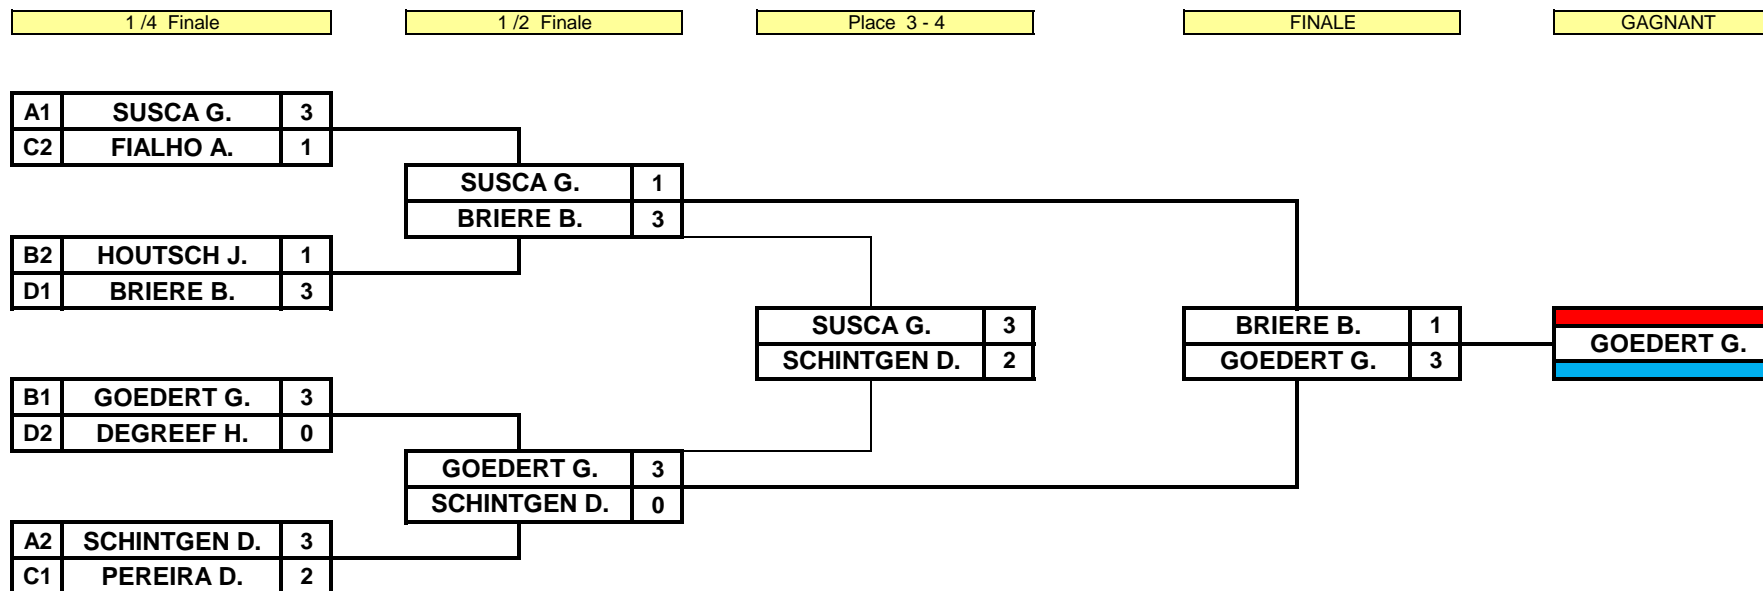 1 /4 Finale
1 /2 Finale
Place 3 - 4
FINALE
GAGNANT
A1 SUSCA G. 3
C2 FIALHO A. 1
SUSCA G. 1
BRIERE B. 3
B2 HOUTSCH J. 1
D1 BRIERE B. 3
SUSCA G. 3
SCHINTGEN D. 2
BRIERE B. 1
GOEDERT G. 3
GOEDERT G.
B1 GOEDERT G. 3
D2 DEGREEF H. 0
GOEDERT G. 3
SCHINTGEN D. 0
A2 SCHINTGEN D. 3
C1 PEREIRA D. 2